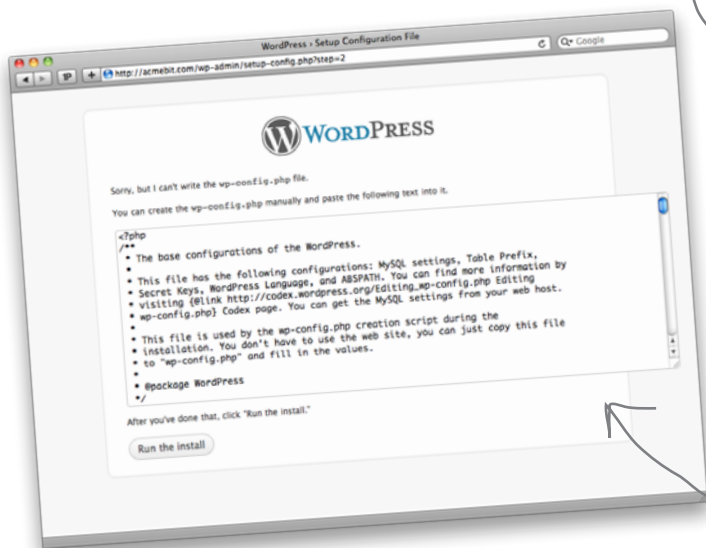 WordPress › Setup Configuration File
1P
+
http://acmebit.com/wp-admin/setup-config.php?step=2
Google
W WORDPRESS
Sorry, but I can't write the wp-config.php file.
You can create the wp-config.php manually and paste the following text into it.
<?php
/**
* The base configurations of the WordPress.
*
* This file has the following configurations: MySQL settings, Table Prefix,
* Secret Keys, WordPress Language, and ABSPATH. You can find more information by
* visiting {@link http://codex.wordpress.org/Editing_wp-config.php Editing
* wp-config.php} Codex page. You can get the MySQL settings from your web host.
*
* This file is used by the wp-config.php creation script during the
* installation. You don't have to use the web site, you can just copy this file
* to "wp-config.php" and fill in the values.
*
* @package WordPress
*/
After you've done that, click "Run the install."
Run the install